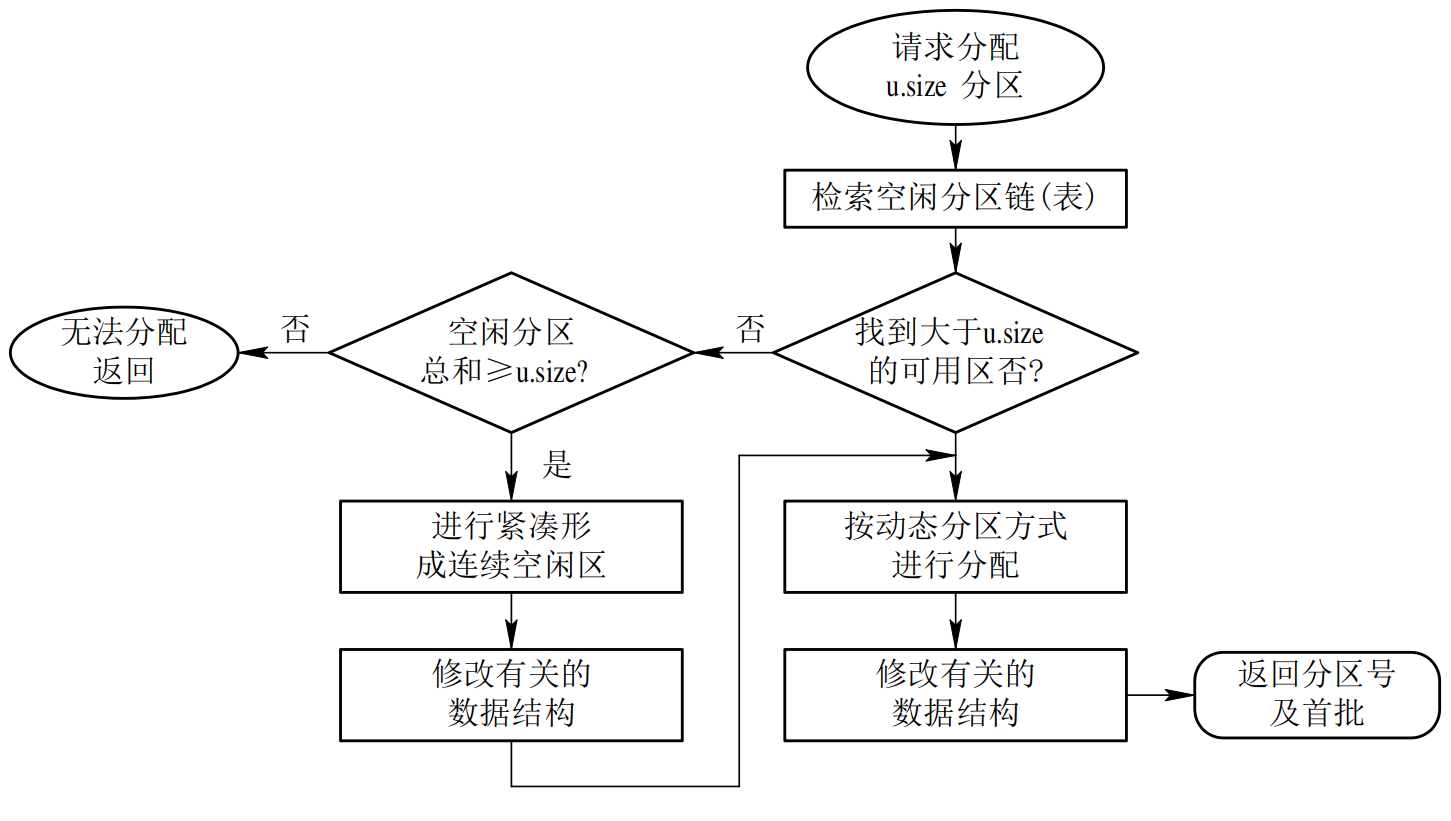 请求分配
u.size 分区
检索空闲分区链(表)
找到大于u.size
的可用区否?
否
空闲分区
总和≥u.size?
否
无法分配
返回
是
进行紧凑形
成连续空闲区
修改有关的
数据结构
按动态分区方式
进行分配
修改有关的
数据结构
返回分区号
及首批